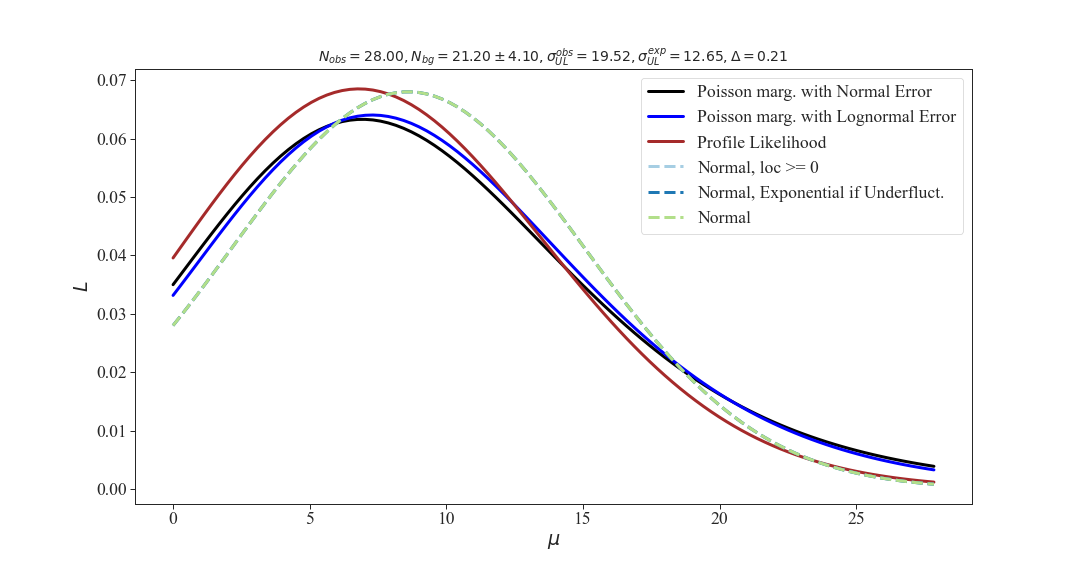 N_obs = 28.00, N_bg = 21.20 ± 4.10, σ_UL^obs = 19.52, σ_UL^exp = 12.65, Δ = 0.21
0.07
0.06
0.05
0.04
0.03
0.02
0.01
0.00
L
Poisson marg. with Normal Error
Poisson marg. with Lognormal Error
Profile Likelihood
Normal, loc >= 0
Normal, Exponential if Underfluct.
Normal
0 5 10 15 20 25
μ